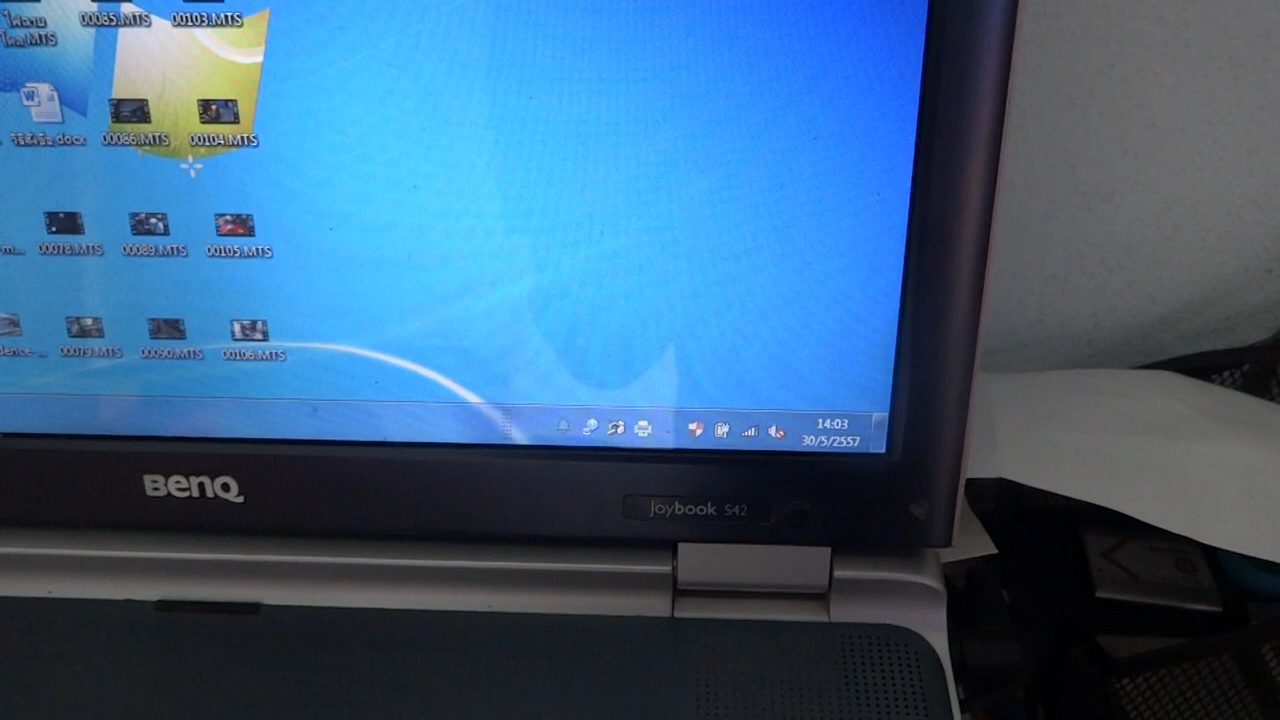 00085.MTS
00103.MTS
00086.MTS
00104.MTS
00078.MTS
00089.MTS
00105.MTS
00079.MTS
00090.MTS
00106.MTS
14:03
30/5/2557
BenQ
Joybook S42